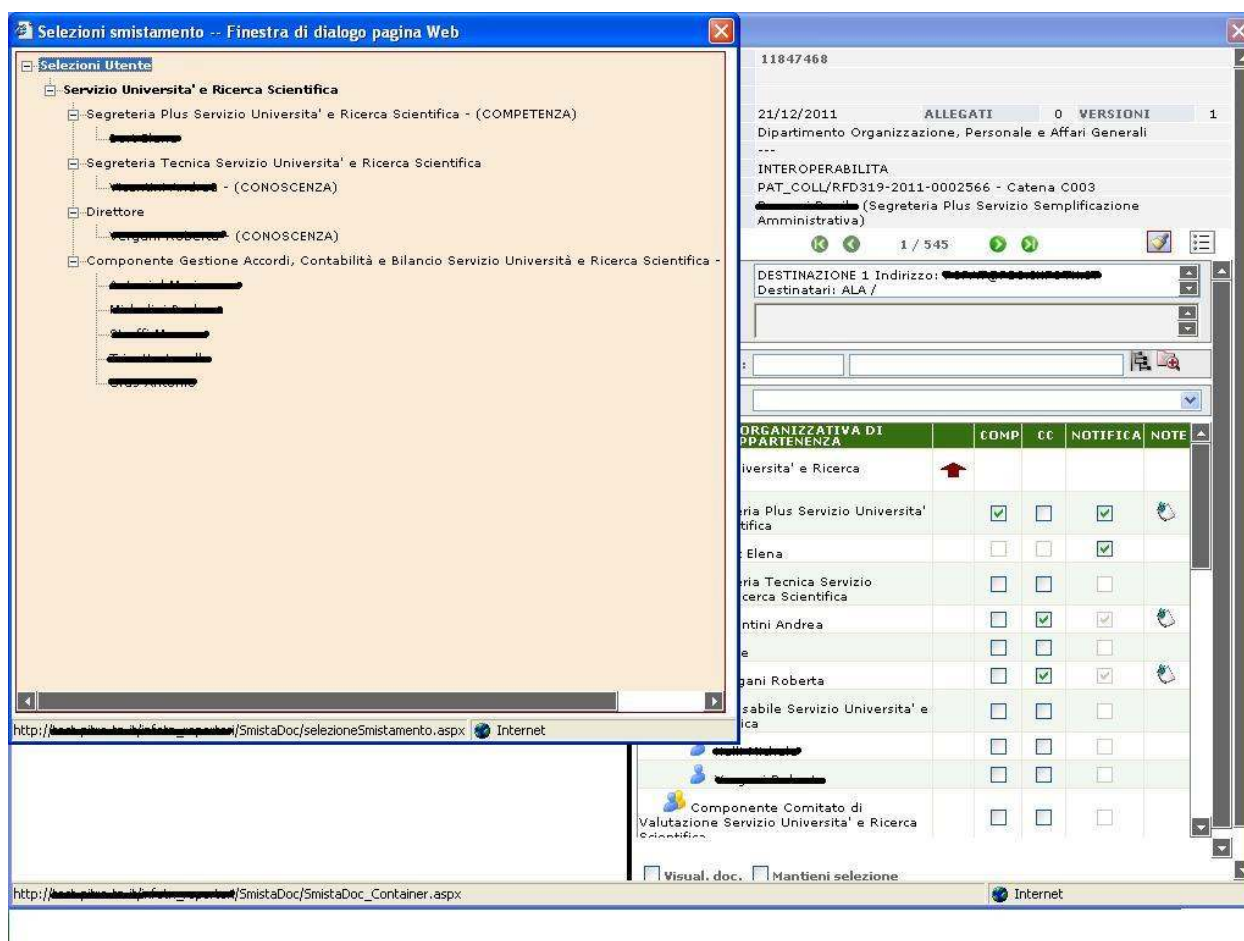 Selezioni smistamento -- Finestra di dialogo pagina Web
Selezioni Utente
Servizio Universita' e Ricerca Scientifica
Segreteria Plus Servizio Universita' e Ricerca Scientifica - (COMPETENZA)
Segreteria Tecnica Servizio Universita' e Ricerca Scientifica
- (CONOSCENZA)
Direttore
- (CONOSCENZA)
Componente Gestione Accordi, Contabilità e Bilancio Servizio Università e Ricerca Scientifica -
http:// /SmistaDoc/selezioneSmistamento.aspx Internet
11847468
21/12/2011 ALLEGATI 0 VERSIONI 1
Dipartimento Organizzazione, Personale e Affari Generali
---
INTEROPERABILITA
PAT_COLL/RFD319-2011-0002566 - Catena C003
(Segreteria Plus Servizio Semplificazione
Amministrativa)
1 / 545
DESTINAZIONE 1 Indirizzo:
Destinatari: ALA /
:
ORGANIZZATIVA DI
PPARTENENZA COMP CC NOTIFICA NOTE
iversita' e Ricerca
ria Plus Servizio Universita'
tifica
Elena
ria Tecnica Servizio
cerca Scientifica
ntini Andrea
e
gani Roberta
sabile Servizio Universita' e
ica
Componente Comitato di
Valutazione Servizio Universita' e Ricerca
Scientifica
Visual. doc. Mantieni selezione
http:// /SmistaDoc/SmistaDoc_Container.aspx Internet